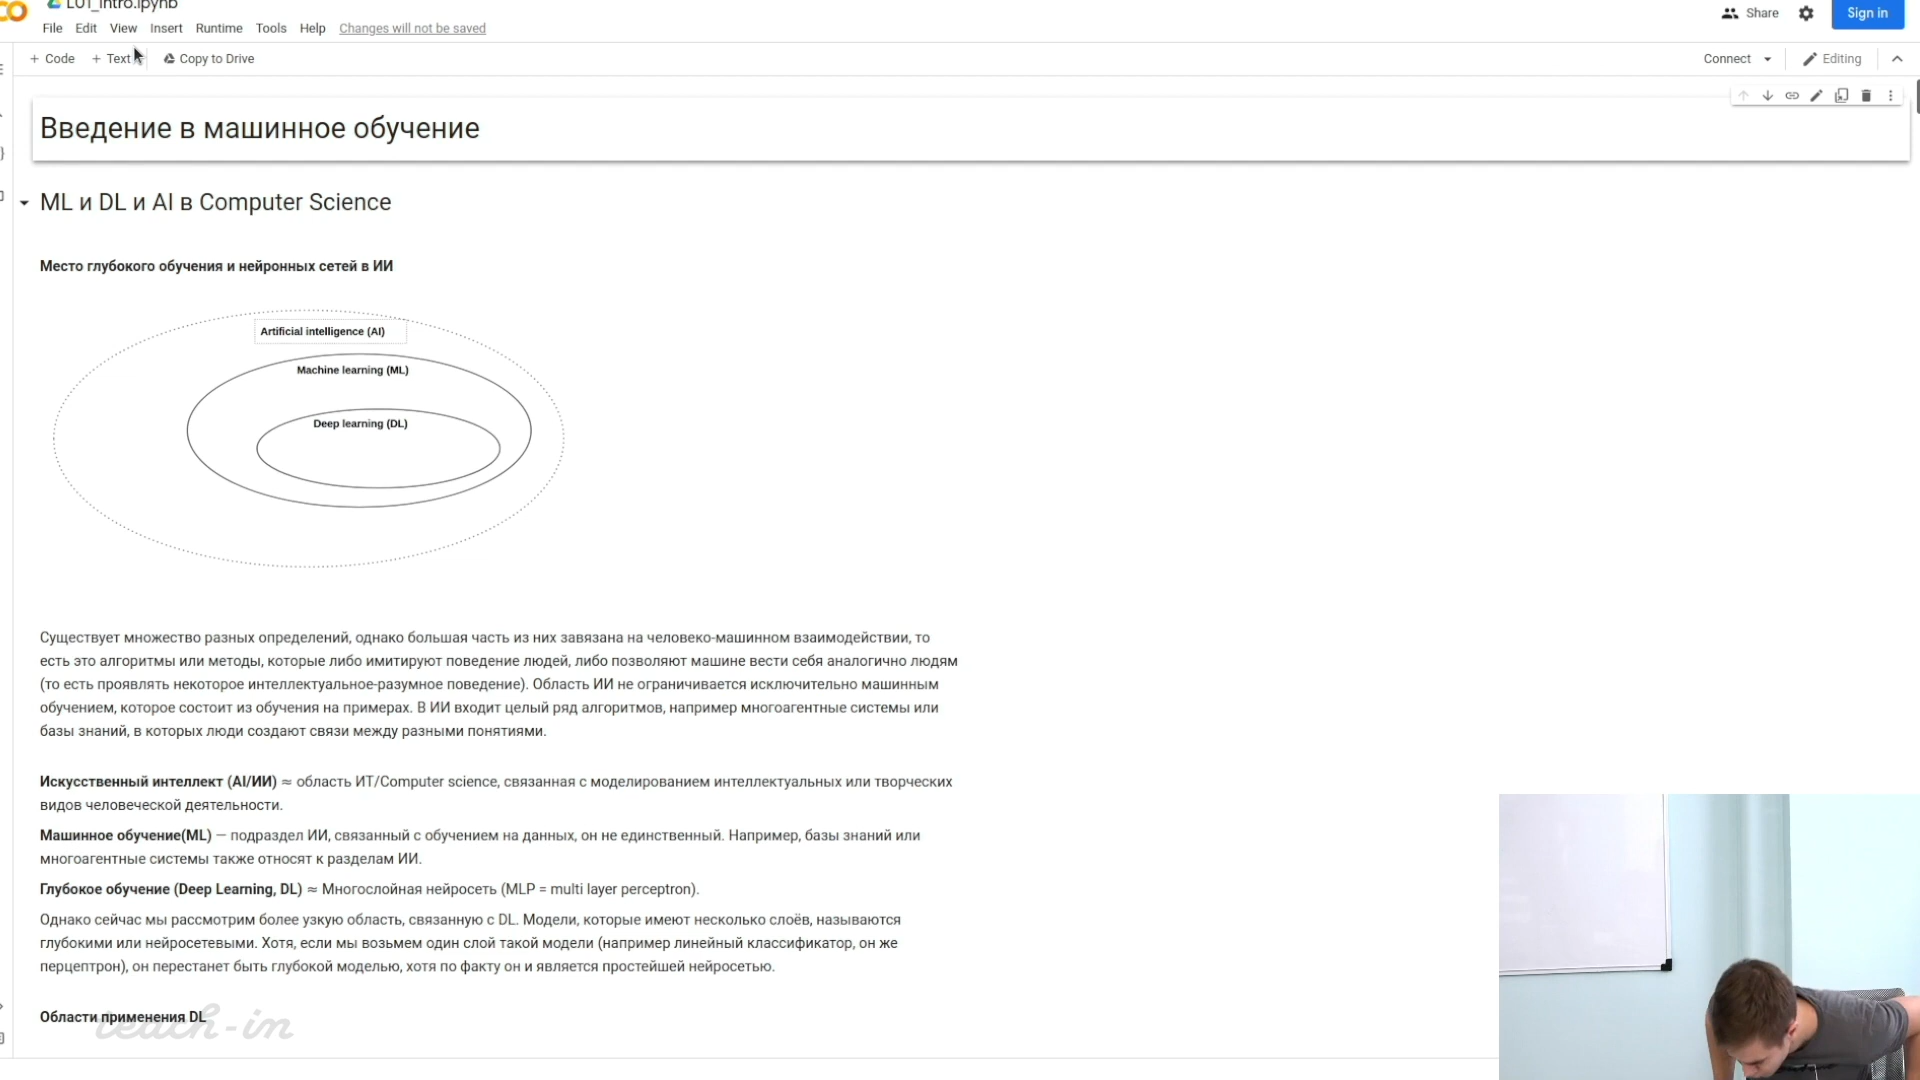 L01_Intro.ipynb
File Edit View Insert Runtime Tools Help Changes will not be saved
Share Sign in
+ Code + Text Copy to Drive
Connect Editing
Введение в машинное обучение
ML и DL и AI в Computer Science
Место глубокого обучения и нейронных сетей в ИИ
Artificial intelligence (AI)
Machine learning (ML)
Deep learning (DL)
Существует множество разных определений, однако большая часть из них завязана на человеко-машинном взаимодействии, то
есть это алгоритмы или методы, которые либо имитируют поведение людей, либо позволяют машине вести себя аналогично людям
(то есть проявлять некоторое интеллектуальное-разумное поведение). Область ИИ не ограничивается исключительно машинным
обучением, которое состоит из обучения на примерах. В ИИ входит целый ряд алгоритмов, например многоагентные системы или
базы знаний, в которых люди создают связи между разными понятиями.
Искусственный интеллект (AI/ИИ) ≈ область ИТ/Computer science, связанная с моделированием интеллектуальных или творческих
видов человеческой деятельности.
Машинное обучение(ML) — подраздел ИИ, связанный с обучением на данных, он не единственный. Например, базы знаний или
многоагентные системы также относят к разделам ИИ.
Глубокое обучение (Deep Learning, DL) ≈ Многослойная нейросеть (MLP = multi layer perceptron).
Однако сейчас мы рассмотрим более узкую область, связанную с DL. Модели, которые имеют несколько слоёв, называются
глубокими или нейросетевыми. Хотя, если мы возьмем один слой такой модели (например линейный классификатор, он же
перцептрон), он перестанет быть глубокой моделью, хотя по факту он и является простейшей нейросетью.
Области применения DL
teach-in